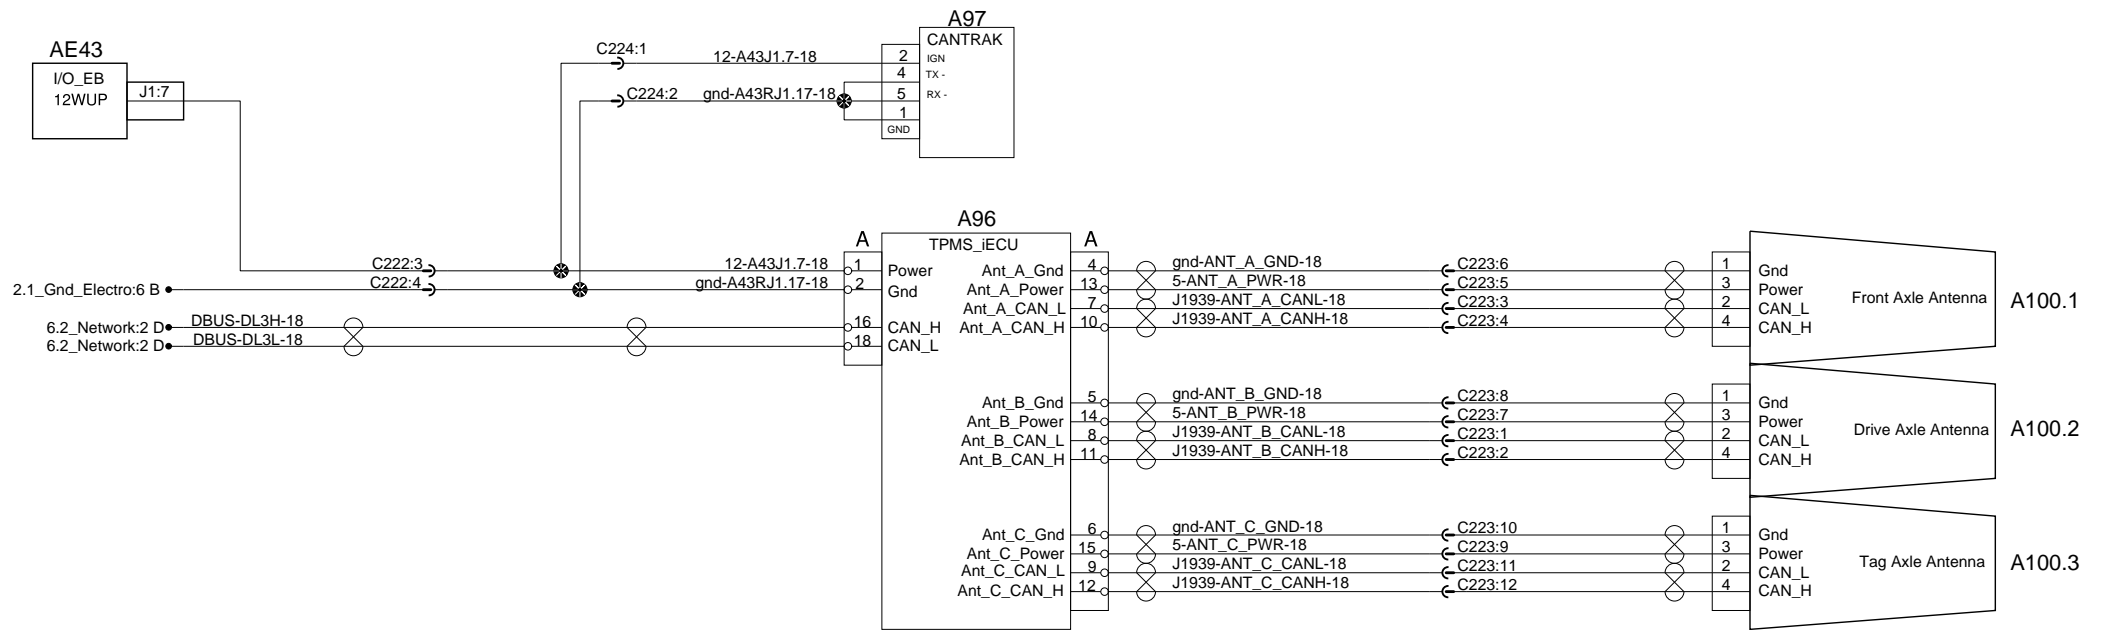 A97
CANTRAK
2 IGN
4 TX -
5 RX -
1
GND
C224:1
12-A43J1.7-18
C224:2
gnd-A43RJ1.17-18
AE43
I/O_EB
12WUP
J1:7
A96
TPMS_iECU
A
A
C222:3
12-A43J1.7-18
1 Power
2.1_Gnd_Electro:6 B
C222:4
gnd-A43RJ1.17-18
2 Gnd
6.2_Network:2 D
DBUS-DL3H-18
16 CAN_H
6.2_Network:2 D
DBUS-DL3L-18
18 CAN_L
Ant_A_Gnd 4 gnd-ANT_A_GND-18 C223:6 1 Gnd
Ant_A_Power 13 5-ANT_A_PWR-18 C223:5 3 Power
Ant_A_CAN_L 7 J1939-ANT_A_CANL-18 C223:3 2 CAN_L
Ant_A_CAN_H 10 J1939-ANT_A_CANH-18 C223:4 4 CAN_H
Front Axle Antenna
A100.1
Ant_B_Gnd 5 gnd-ANT_B_GND-18 C223:8 1 Gnd
Ant_B_Power 14 5-ANT_B_PWR-18 C223:7 3 Power
Ant_B_CAN_L 8 J1939-ANT_B_CANL-18 C223:1 2 CAN_L
Ant_B_CAN_H 11 J1939-ANT_B_CANH-18 C223:2 4 CAN_H
Drive Axle Antenna
A100.2
Ant_C_Gnd 6 gnd-ANT_C_GND-18 C223:10 1 Gnd
Ant_C_Power 15 5-ANT_C_PWR-18 C223:9 3 Power
Ant_C_CAN_L 9 J1939-ANT_C_CANL-18 C223:11 2 CAN_L
Ant_C_CAN_H 12 J1939-ANT_C_CANH-18 C223:12 4 CAN_H
Tag Axle Antenna
A100.3